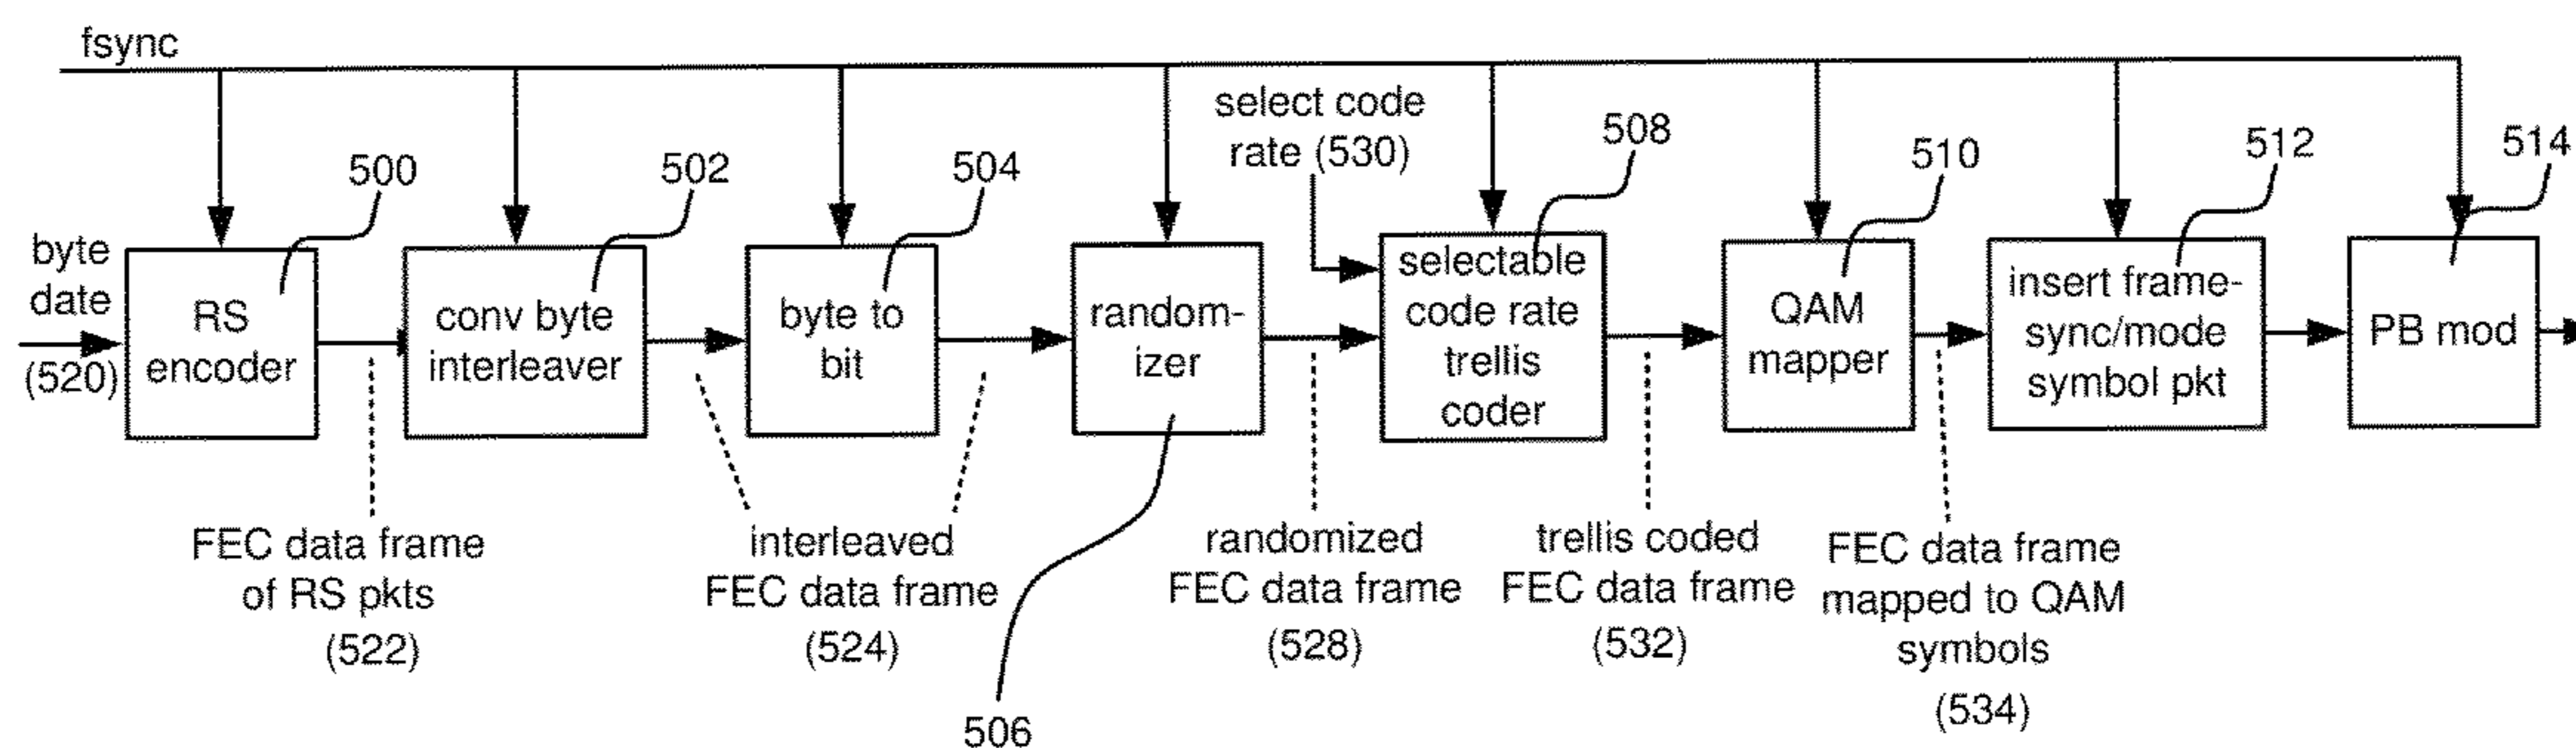 fsync
select code
rate (530)
500
502
504
508
510
512
514
byte
date
(520)
RS
encoder
conv byte
interleaver
byte to
bit
random-
izer
selectable
code rate
trellis
coder
QAM
mapper
insert frame-
sync/mode
symbol pkt
PB mod
FEC data frame
of RS pkts
(522)
interleaved
FEC data frame
(524)
506
randomized
FEC data frame
(528)
trellis coded
FEC data frame
(532)
FEC data frame
mapped to QAM
symbols
(534)